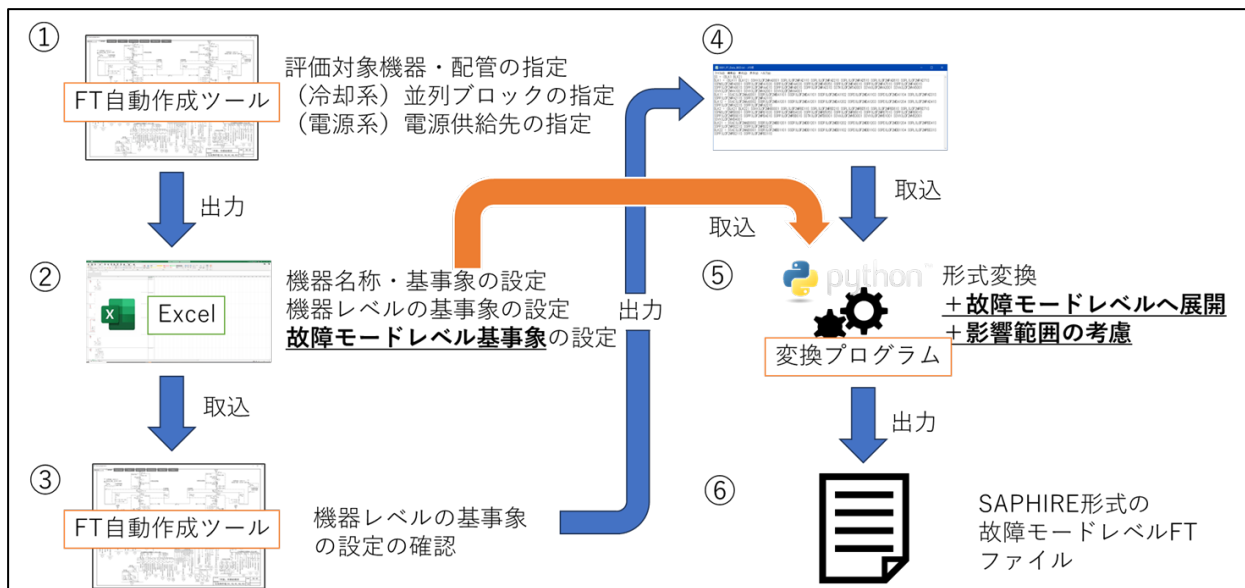 ①
FT自動作成ツール
評価対象機器・配管の指定
（冷却系）並列ブロックの指定
（電源系）電源供給先の指定
出力
②
Excel
機器名称・基事象の設定
機器レベルの基事象の設定
故障モードレベル基事象の設定
取込
③
FT自動作成ツール
機器レベルの基事象
の設定の確認
出力
④
取込
取込
⑤
python
形式変換
＋故障モードレベルへ展開
＋影響範囲の考慮
変換プログラム
出力
⑥
SAPHIRE形式の
故障モードレベルFT
ファイル